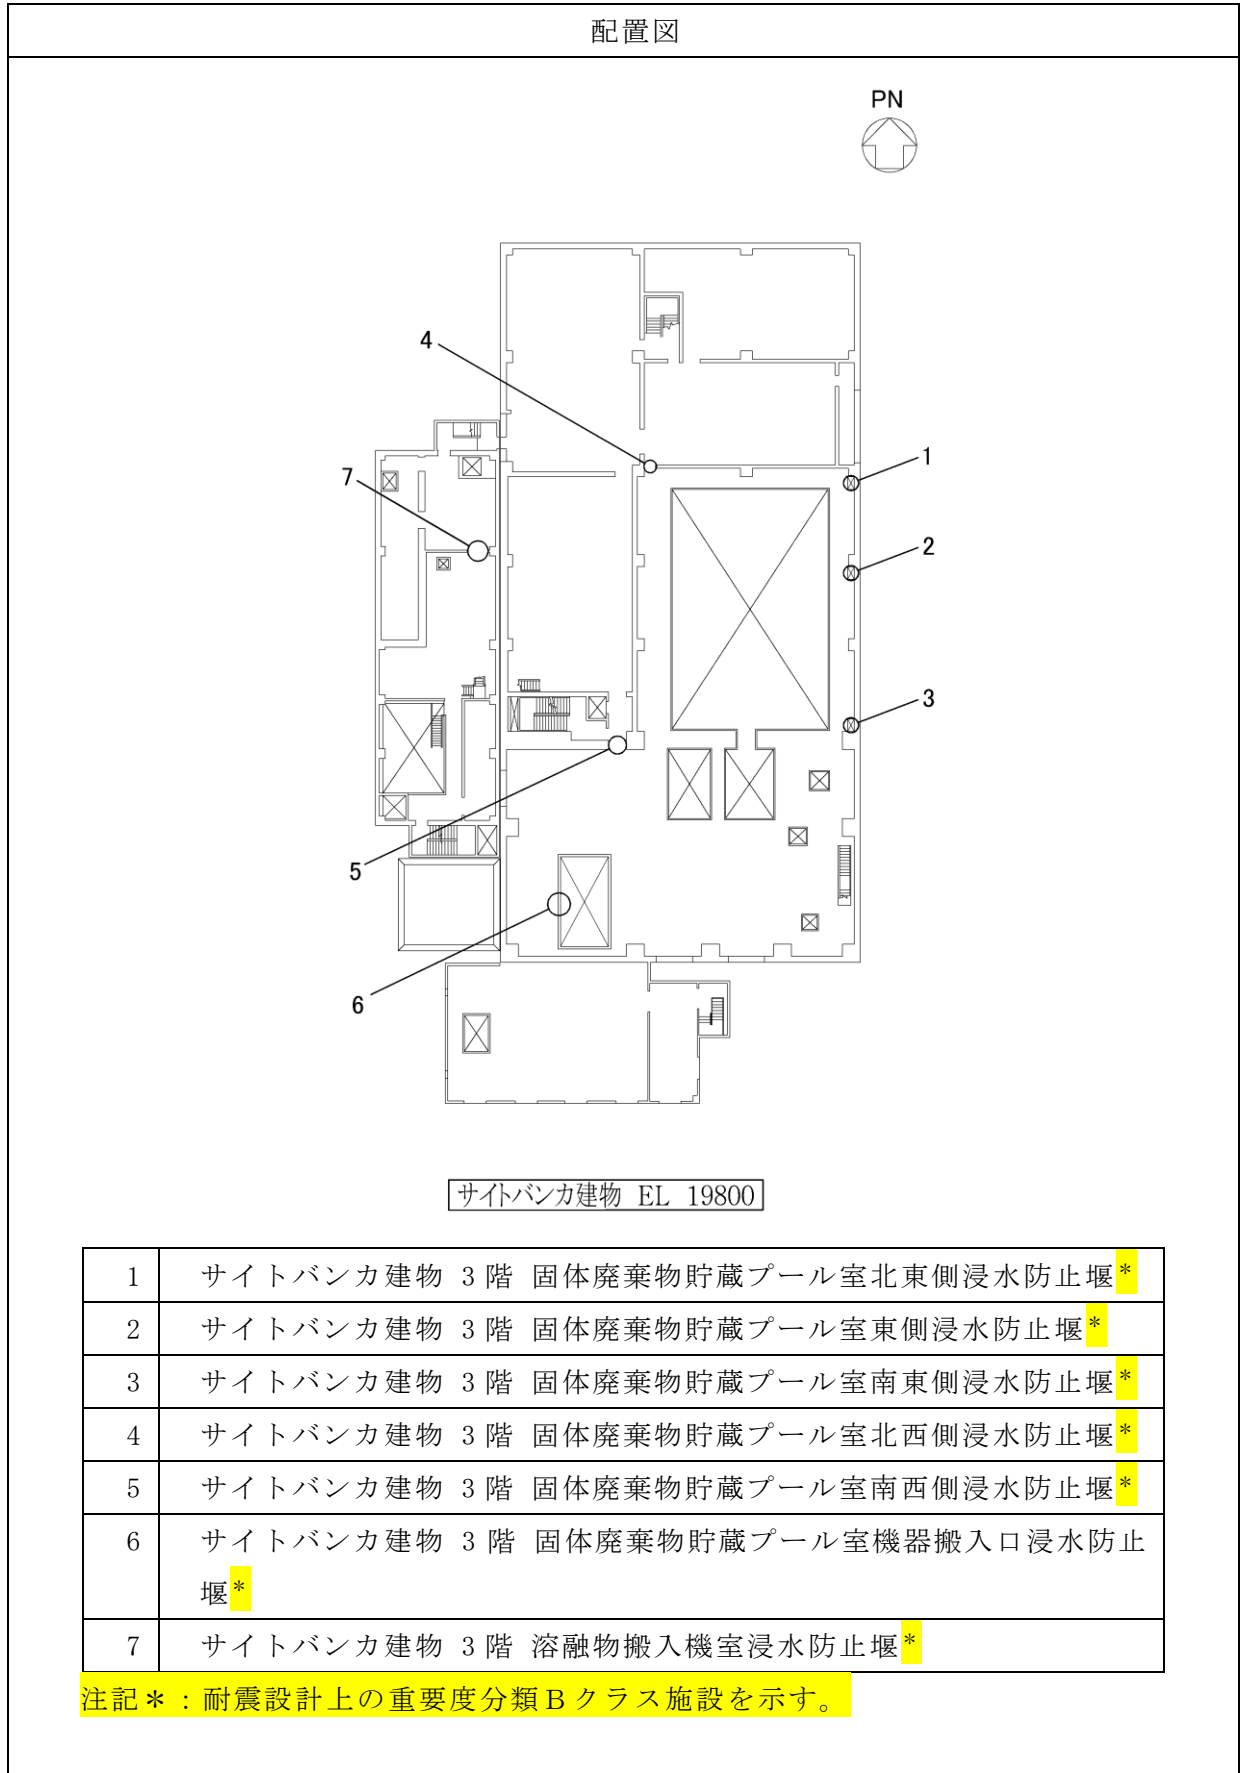 配置図
PN
4
1
7
2
3
5
6
サイトバンカ建物 EL 19800
1 サイトバンカ建物 3階 固体廃棄物貯蔵プール室北東側浸水防止堰*
2 サイトバンカ建物 3階 固体廃棄物貯蔵プール室東側浸水防止堰*
3 サイトバンカ建物 3階 固体廃棄物貯蔵プール室南東側浸水防止堰*
4 サイトバンカ建物 3階 固体廃棄物貯蔵プール室北西側浸水防止堰*
5 サイトバンカ建物 3階 固体廃棄物貯蔵プール室南西側浸水防止堰*
6 サイトバンカ建物 3階 固体廃棄物貯蔵プール室機器搬入口浸水防止
堰*
7 サイトバンカ建物 3階 溶融物搬入機室浸水防止堰*
注記＊：耐震設計上の重要度分類Ｂクラス施設を示す。